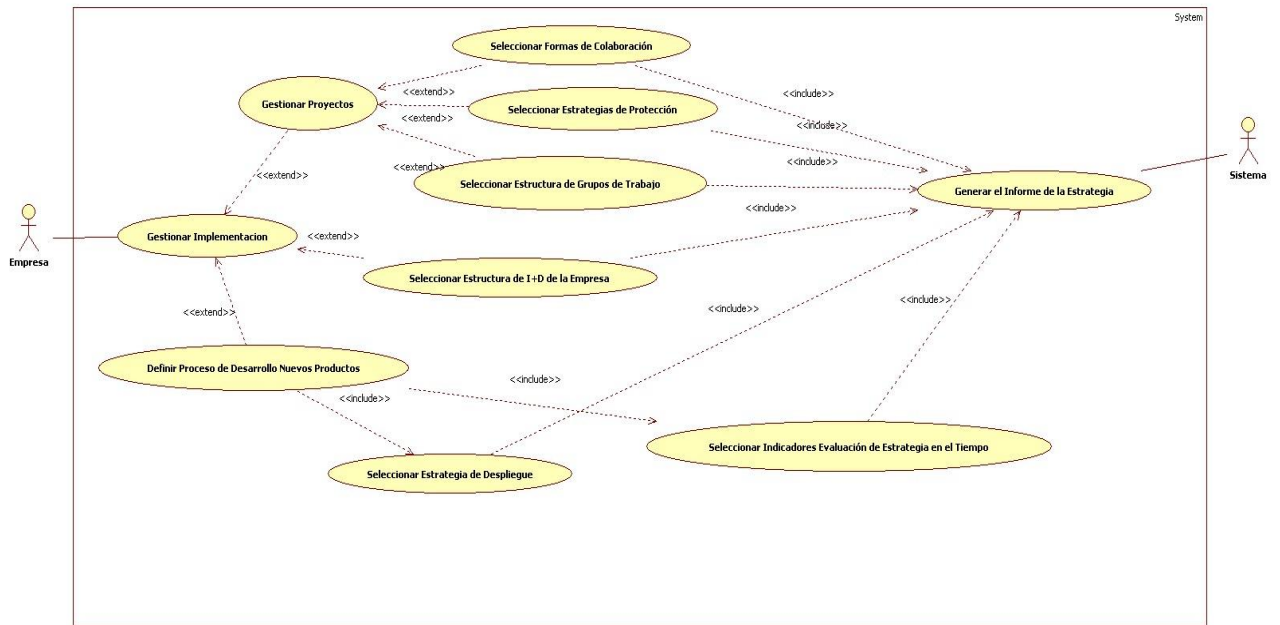 System
Seleccionar Formas de Colaboración
<<extend>>
<<include>>
Gestionar Proyectos
Seleccionar Estrategias de Protección
<<extend>>
<<include>>
<<extend>>
<<include>>
Seleccionar Estructura de Grupos de Trabajo
<<extend>>
Sistema
Generar el Informe de la Estrategia
<<include>>
Gestionar Implementacion
<<extend>>
Empresa
Seleccionar Estructura de I+D de la Empresa
<<include>>
<<include>>
<<extend>>
Definir Proceso de Desarrollo Nuevos Productos
<<include>>
<<include>>
Seleccionar Indicadores Evaluación de Estrategia en el Tiempo
Seleccionar Estrategia de Despliegue